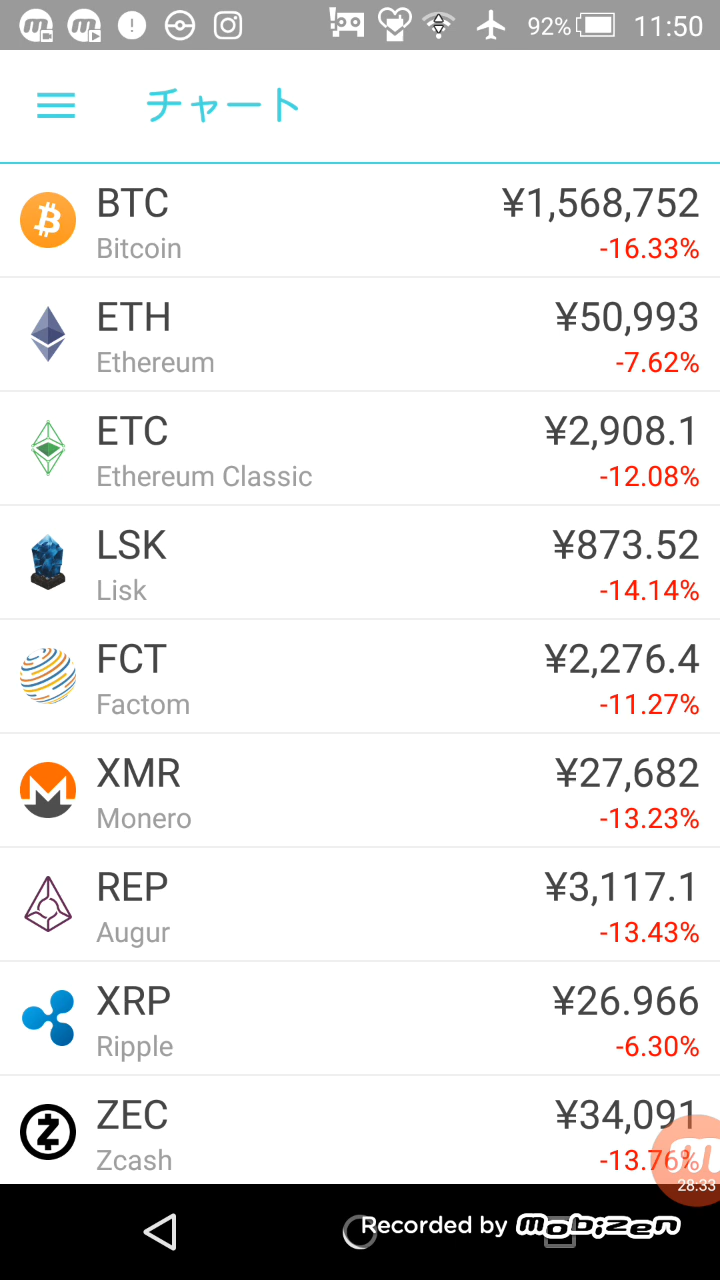 92% 11:50
チャート
BTC ¥1,568,752
Bitcoin -16.33%
ETH ¥50,993
Ethereum -7.62%
ETC ¥2,908.1
Ethereum Classic -12.08%
LSK ¥873.52
Lisk -14.14%
FCT ¥2,276.4
Factom -11.27%
XMR ¥27,682
Monero -13.23%
REP ¥3,117.1
Augur -13.43%
XRP ¥26.966
Ripple -6.30%
ZEC ¥34,091
Zcash -13.76%
28:33
Recorded by mobizen